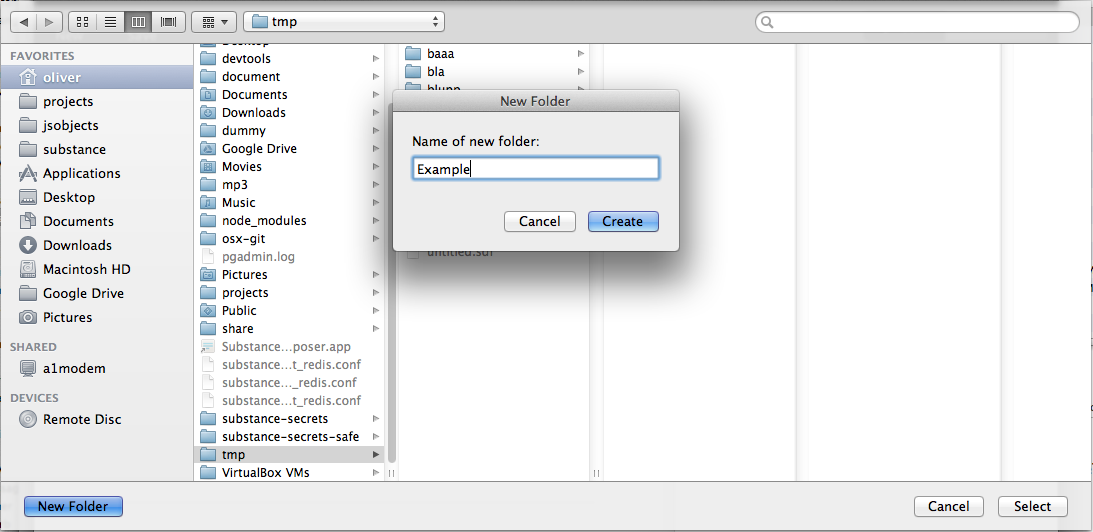 tmp
FAVORITES
oliver
projects
jsobjects
substance
Applications
Desktop
Documents
Downloads
Macintosh HD
Google Drive
Pictures
SHARED
a1modem
DEVICES
Remote Disc
Desktop
devtools
document
Documents
Downloads
dummy
Google Drive
Movies
mp3
Music
node_modules
osx-git
pgadmin.log
Pictures
projects
Public
share
Substance...poser.app
substance...t_redis.conf
substance..._redis.conf
substance...t_redis.conf
substance-secrets
substance-secrets-safe
tmp
VirtualBox VMs
baaa
bla
blupp
untitled.sdf
New Folder
Name of new folder:
Example
Cancel
Create
New Folder
Cancel
Select